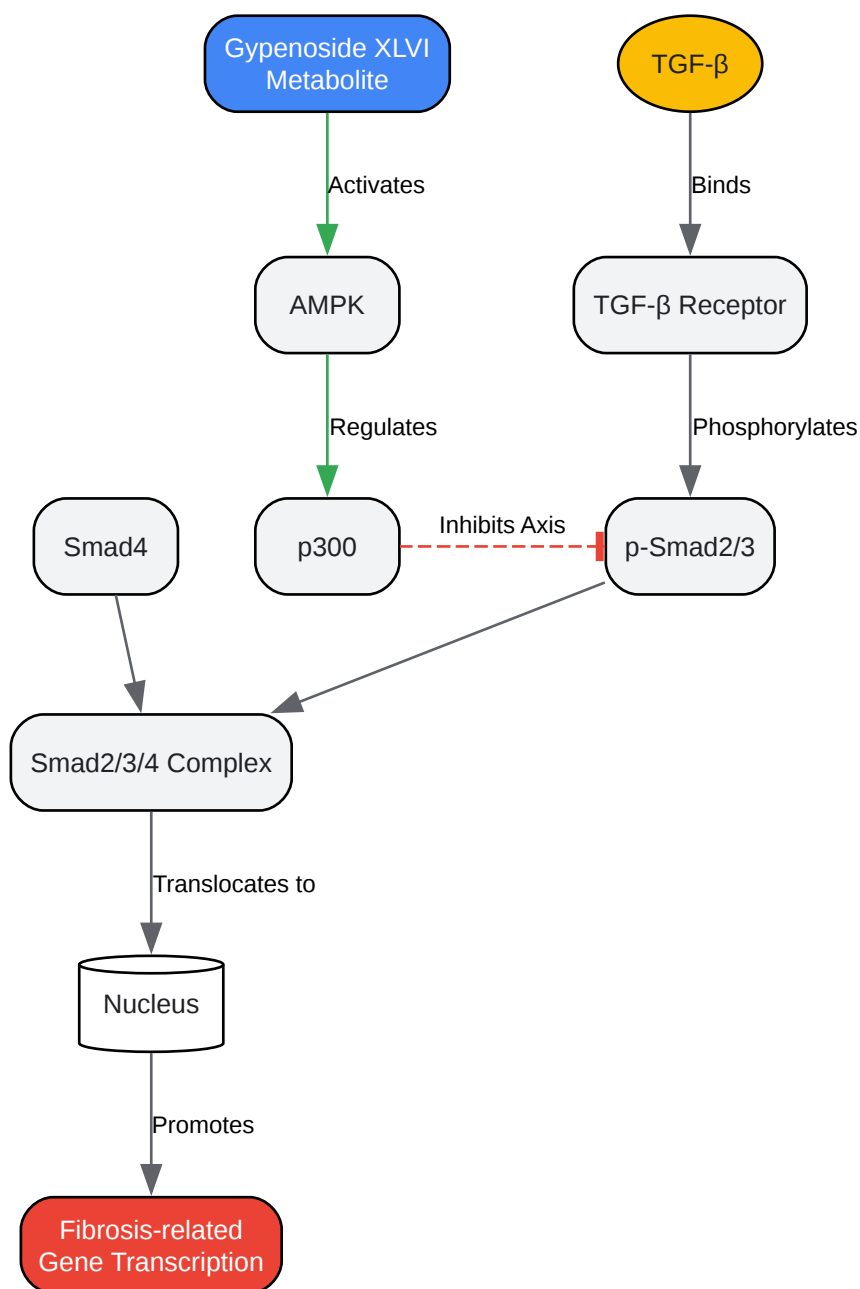 Gypenoside XLVI
Metabolite
TGF-β
Activates
Binds
AMPK
TGF-β Receptor
Regulates
Phosphorylates
Smad4
p300
Inhibits Axis
p-Smad2/3
Smad2/3/4 Complex
Translocates to
Nucleus
Promotes
Fibrosis-related
Gene Transcription